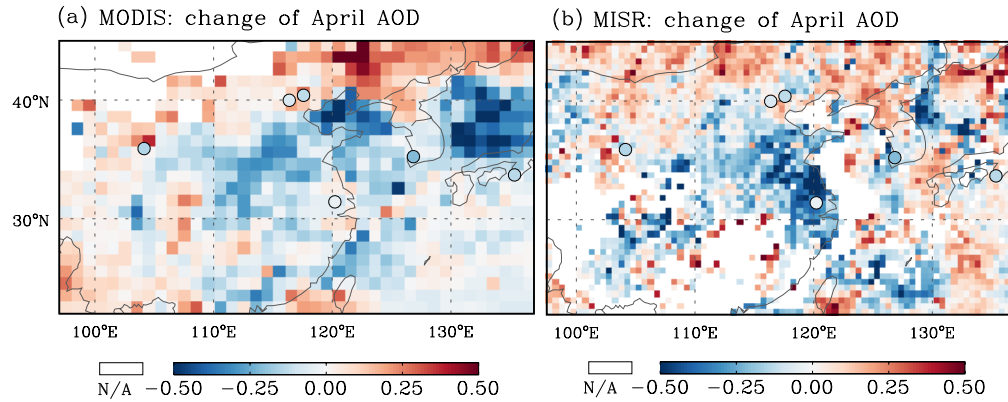 (a) MODIS: change of April AOD
(b) MISR: change of April AOD
40°N
30°N
100°E 110°E 120°E 130°E
100°E 110°E 120°E 130°E
N/A −0.50 −0.25 0.00 0.25 0.50
N/A −0.50 −0.25 0.00 0.25 0.50